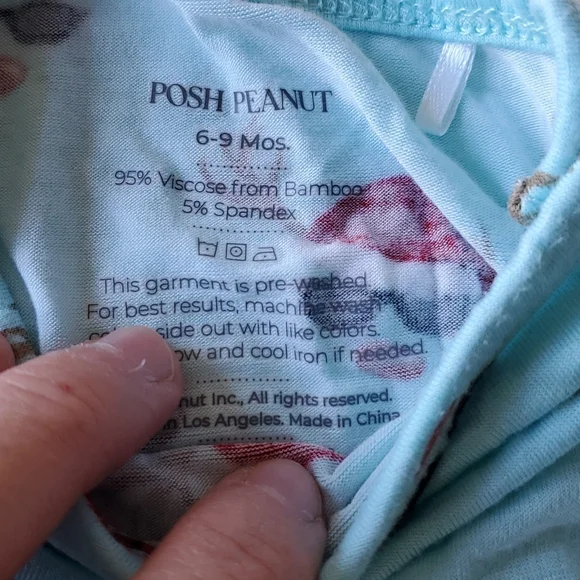 POSH PEANUT
6-9 Mos.
95% Viscose from Bamboo
5% Spandex
This garment is pre-washed.
For best results, machine wash
side out with like colors.
and cool iron if needed.
Inc., All rights reserved.
Los Angeles. Made in China